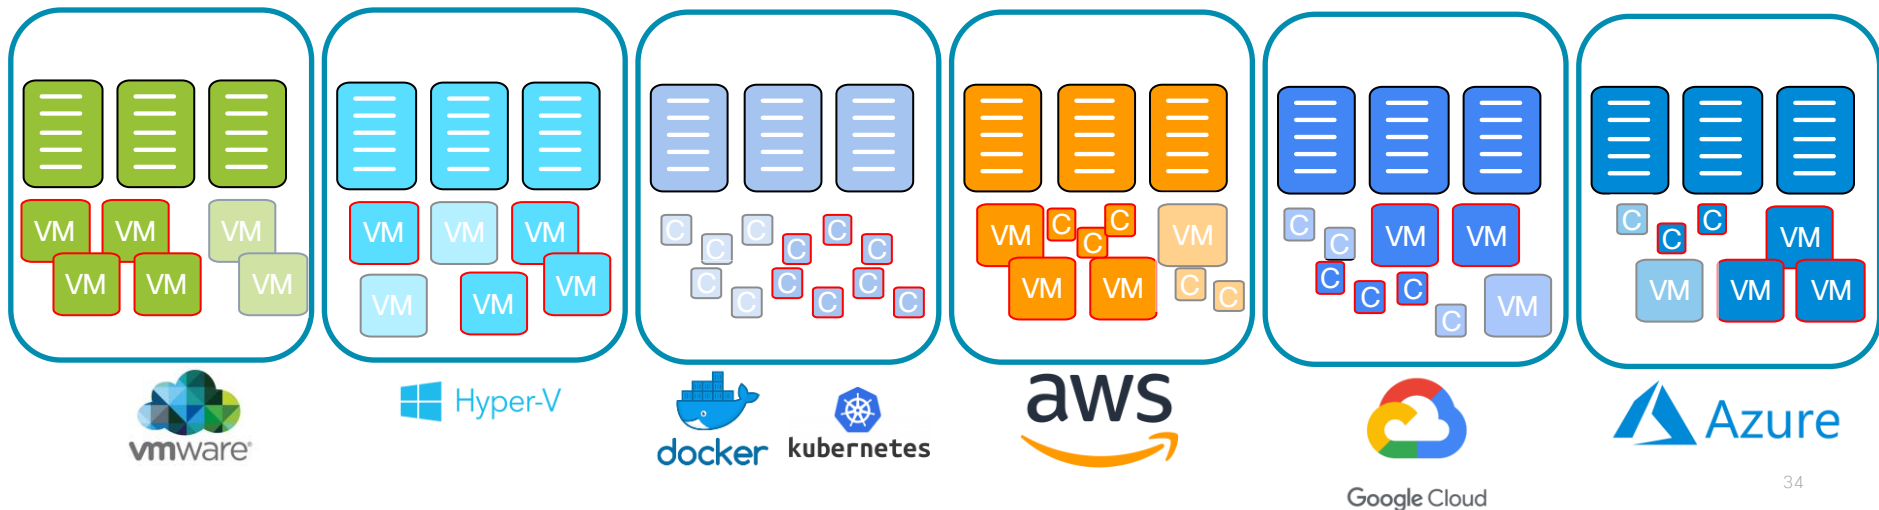 VM VM VM
VM VM VM
VM VM VM
VM VM VM
C C C C
C C C
C C C
C C C
VM C C C VM
VM VM C C
C C VM VM
C C C C VM
C C C VM
VM VM VM
vmware®
Hyper-V
docker
kubernetes
aws
Google Cloud
Azure
34